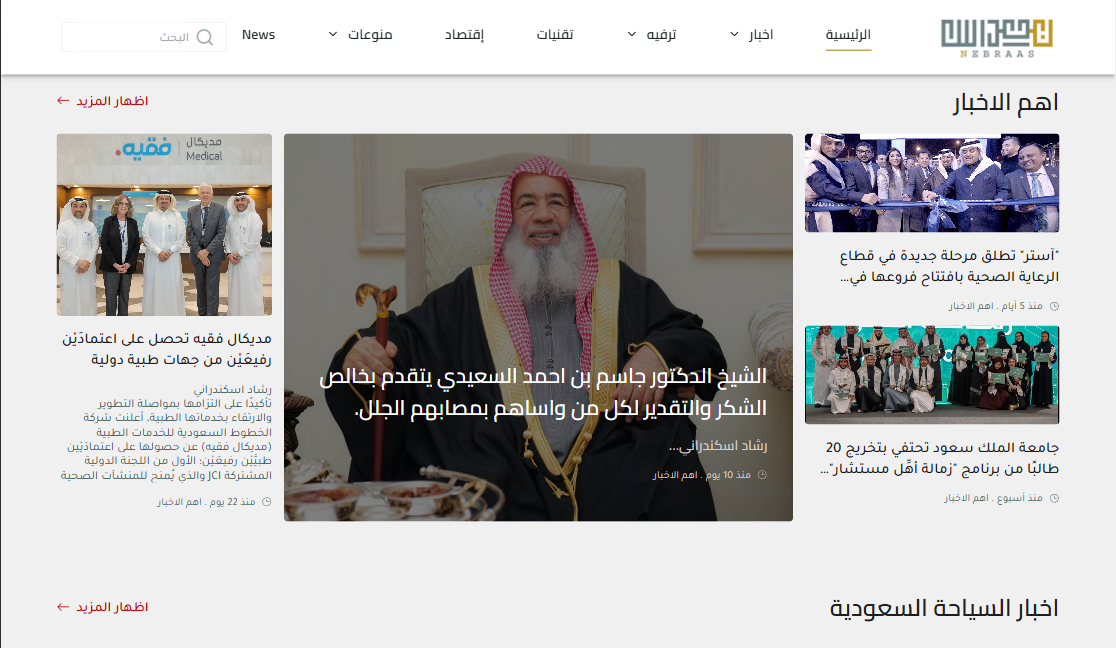 نبراس
NEBRAAS
الرئيسية
اخبار
ترفيه
تقنيات
إقتصاد
منوعات
News
البحث
اهم الاخبار
اظهار المزيد
"أستر" تطلق مرحلة جديدة في قطاع
الرعاية الصحية بافتتاح فروعها في...
منذ 5 أيام . اهم الاخبار
جامعة الملك سعود تحتفي بتخريج 20
طالبًا من برنامج "زمالة أهّل مستشار"...
منذ أسبوع . اهم الاخبار
الشيخ الدكتور جاسم بن احمد السعيدي يتقدم بخالص
الشكر والتقدير لكل من واساهم بمصابهم الجلل.
رشاد اسكندراني...
منذ 10 يوم . اهم الاخبار
فقيه.
مديكال
Medical
مديكال فقيه تحصل على اعتمادَيْن
رفيعَيْن من جهات طبية دولية
رشاد اسكندراني
تأكيدًا على التزامها بمواصلة التطوير
والارتقاء بخدماتها الطبية، أعلنت شركة
الخطوط السعودية للخدمات الطبية
(مديكال فقيه) عن حصولها على اعتمادَيْن
طبيَّيْن رفيعَيْن؛ الأول من اللجنة الدولية
المشتركة JCI والذي يُمنح للمنشآت الصحية
منذ 22 يوم . اهم الاخبار
اخبار السياحة السعودية
اظهار المزيد